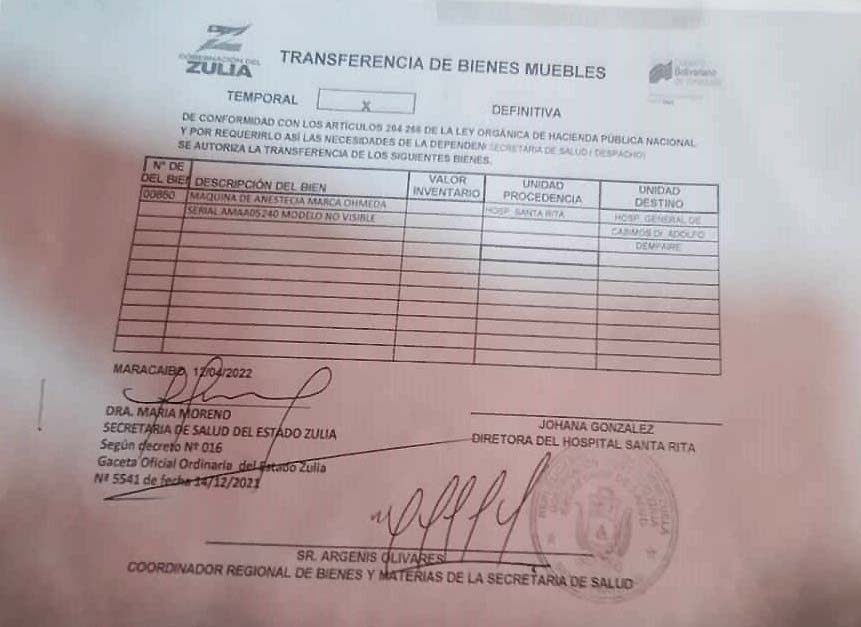 GOBERNACIÓN DEL
ZULIA
TRANSFERENCIA DE BIENES MUEBLES
Bolivariano
TEMPORAL X DEFINITIVA
DE CONFORMIDAD CON LOS ARTÍCULOS 204-266 DE LA LEY ORGÁNICA DE HACIENDA PÚBLICA NACIONAL
Y POR REQUERIRLO ASÍ LAS NECESIDADES DE LA DEPENDEN SECRETARIA DE SALUD ( DESPACHO)
SE AUTORIZA LA TRANSFERENCIA DE LOS SIGUIENTES BIENES.
Nº DE
DEL BIEN DESCRIPCIÓN DEL BIEN VALOR INVENTARIO UNIDAD PROCEDENCIA UNIDAD DESTINO
00860 MAQUINA DE ANESTECIA MARCA OHMEDA HOSP. SANTA RITA HOSP. GENERAL DE
SERIAL AMAA05240 MODELO NO VISIBLE CABIMOS Dr. ADOLFO
DEMPAIRE
MARACAIBO, 12/04/2022
DRA. MARIA MORENO
SECRETARIA DE SALUD DEL ESTADO ZULIA
Según decreto Nº 016
Gaceta Oficial Ordinaria del Estado Zulia
Nº 5541 de fecha 14/12/2021
JOHANA GONZALEZ
DIRETORA DEL HOSPITAL SANTA RITA
SR. ARGENIS OLIVARES
COORDINADOR REGIONAL DE BIENES Y MATERIAS DE LA SECRETARÍA DE SALUD